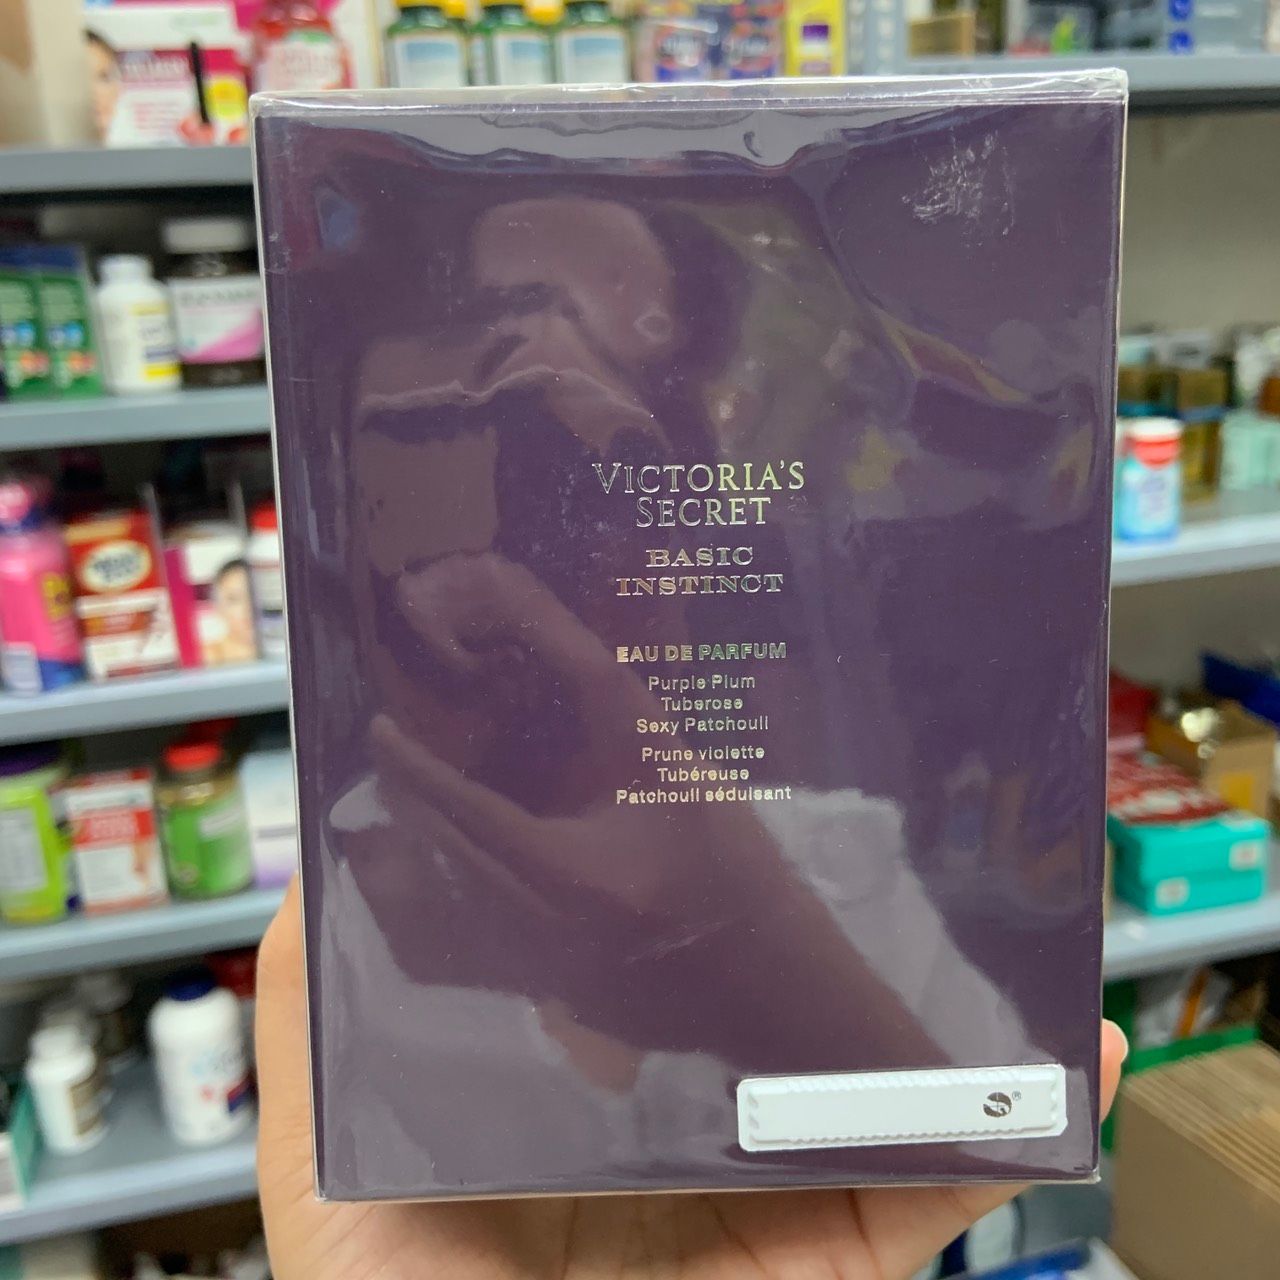 VICTORIA'S
SECRET
BASIC
INSTINCT
EAU DE PARFUM
Purple Plum
Tuberose
Sexy Patchouli
Prune violette
Tubéreuse
Patchouli séduisant
®